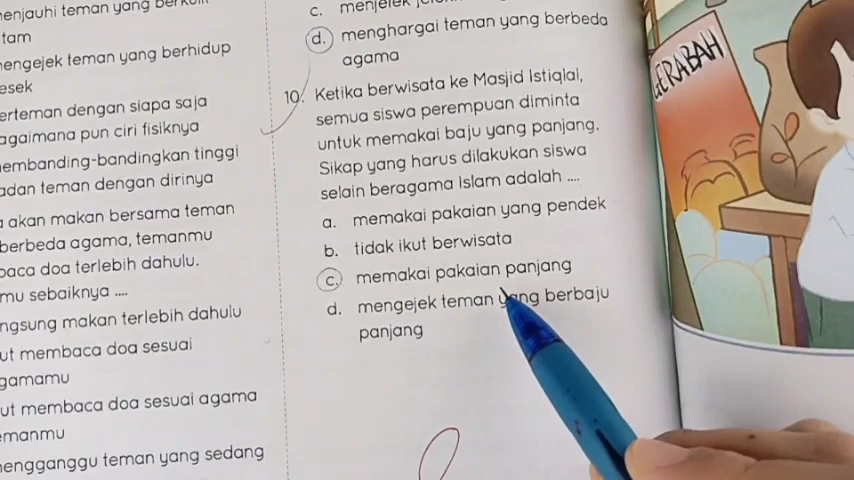 menjauhi teman yang
tam
mengejek teman yang berhidup
esek
erteman dengan siapa saja
agaimana pun ciri fisiknya
membanding-bandingkan tinggi
adan teman dengan dirinya
a akan makan bersama teman
berbeda agama, temanmu
baca doa terlebih dahulu.
mu sebaiknya ....
ngsung makan terlebih dahulu
ut membaca doa sesuai
gamamu
ut membaca doa sesuai agama
emanmu
mengganggu teman yang sedang
c. menjelek
d. menghargai teman yang berbeda
agama
10. Ketika berwisata ke Masjid Istiqlai,
semua siswa perempuan diminta
untuk memakai baju yang panjang.
Sikap yang harus dilakukan siswa
selain beragama Islam adalah ....
a. memakai pakaian yang pendek
b. tidak ikut berwisata
c. memakai pakaian panjang
d. mengejek teman yang berbaju
panjang
GERABAH